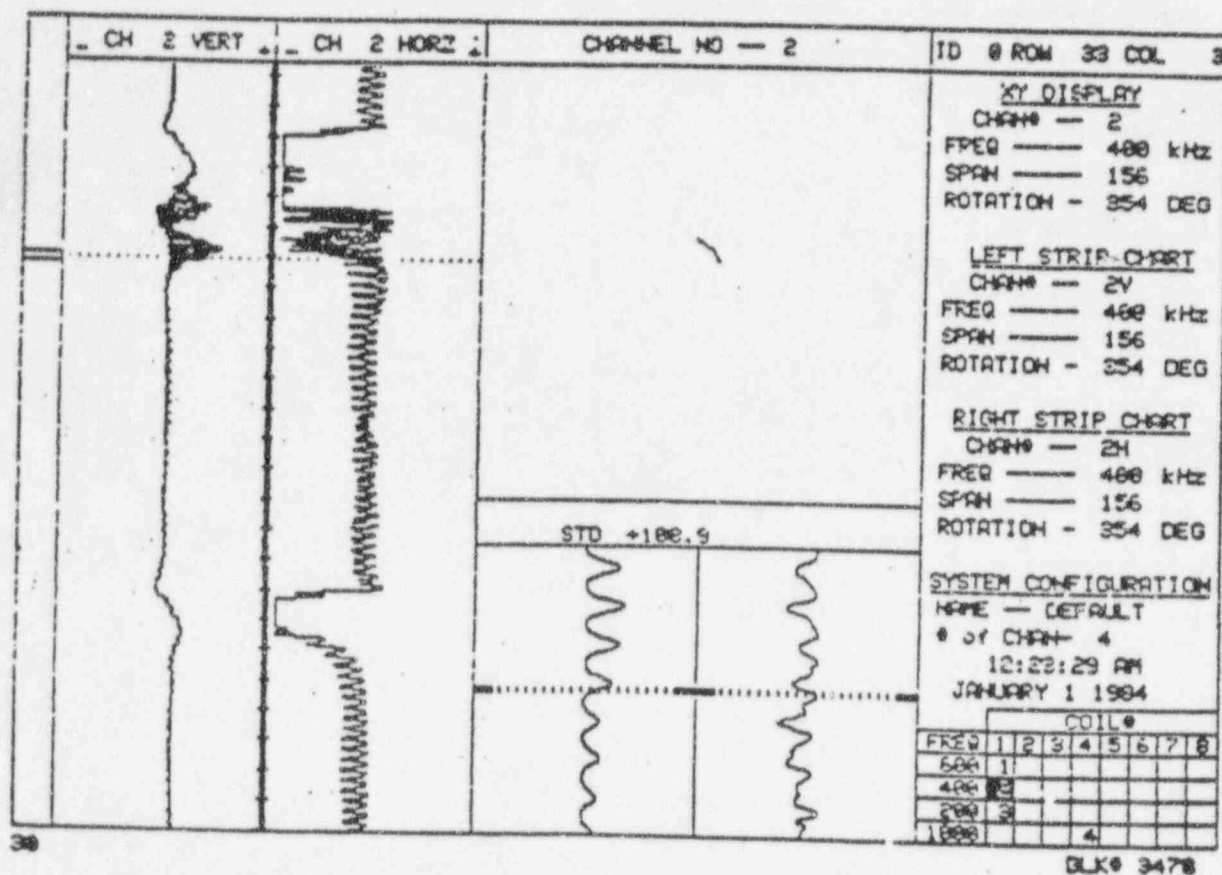 - CH 2 VERT +
- CH 2 HORZ +
CHANNEL NO — 2
ID 0 ROW 33 COL 3
XY DISPLAY
CHAN# — 2
FREQ — 400 kHz
SPAN — 156
ROTATION - 354 DEG
LEFT STRIP CHART
CHAN# — 2V
FREQ — 400 kHz
SPAN — 156
ROTATION - 354 DEG
RIGHT STRIP CHART
CHAN# — 2H
FREQ — 400 kHz
SPAN — 156
ROTATION - 354 DEG
STD +100.9
SYSTEM CONFIGURATION
NAME — DEFAULT
# of CHAN- 4
12:23:29 AM
JANUARY 1 1984
COIL#
FREQ 1 2 3 4 5 6 7 8
600 1
400 2
200 3
1000 4
30
BLK# 3478